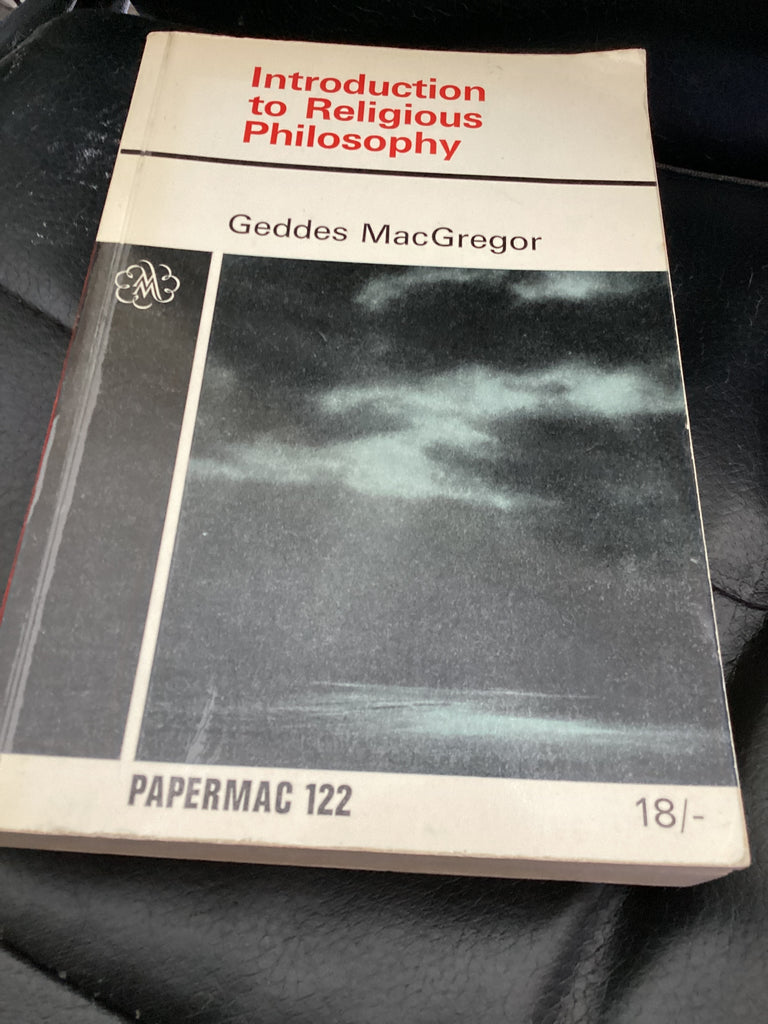 Introduction
to Religious
Philosophy
Geddes MacGregor
M
PAPERMAC 122
18/-